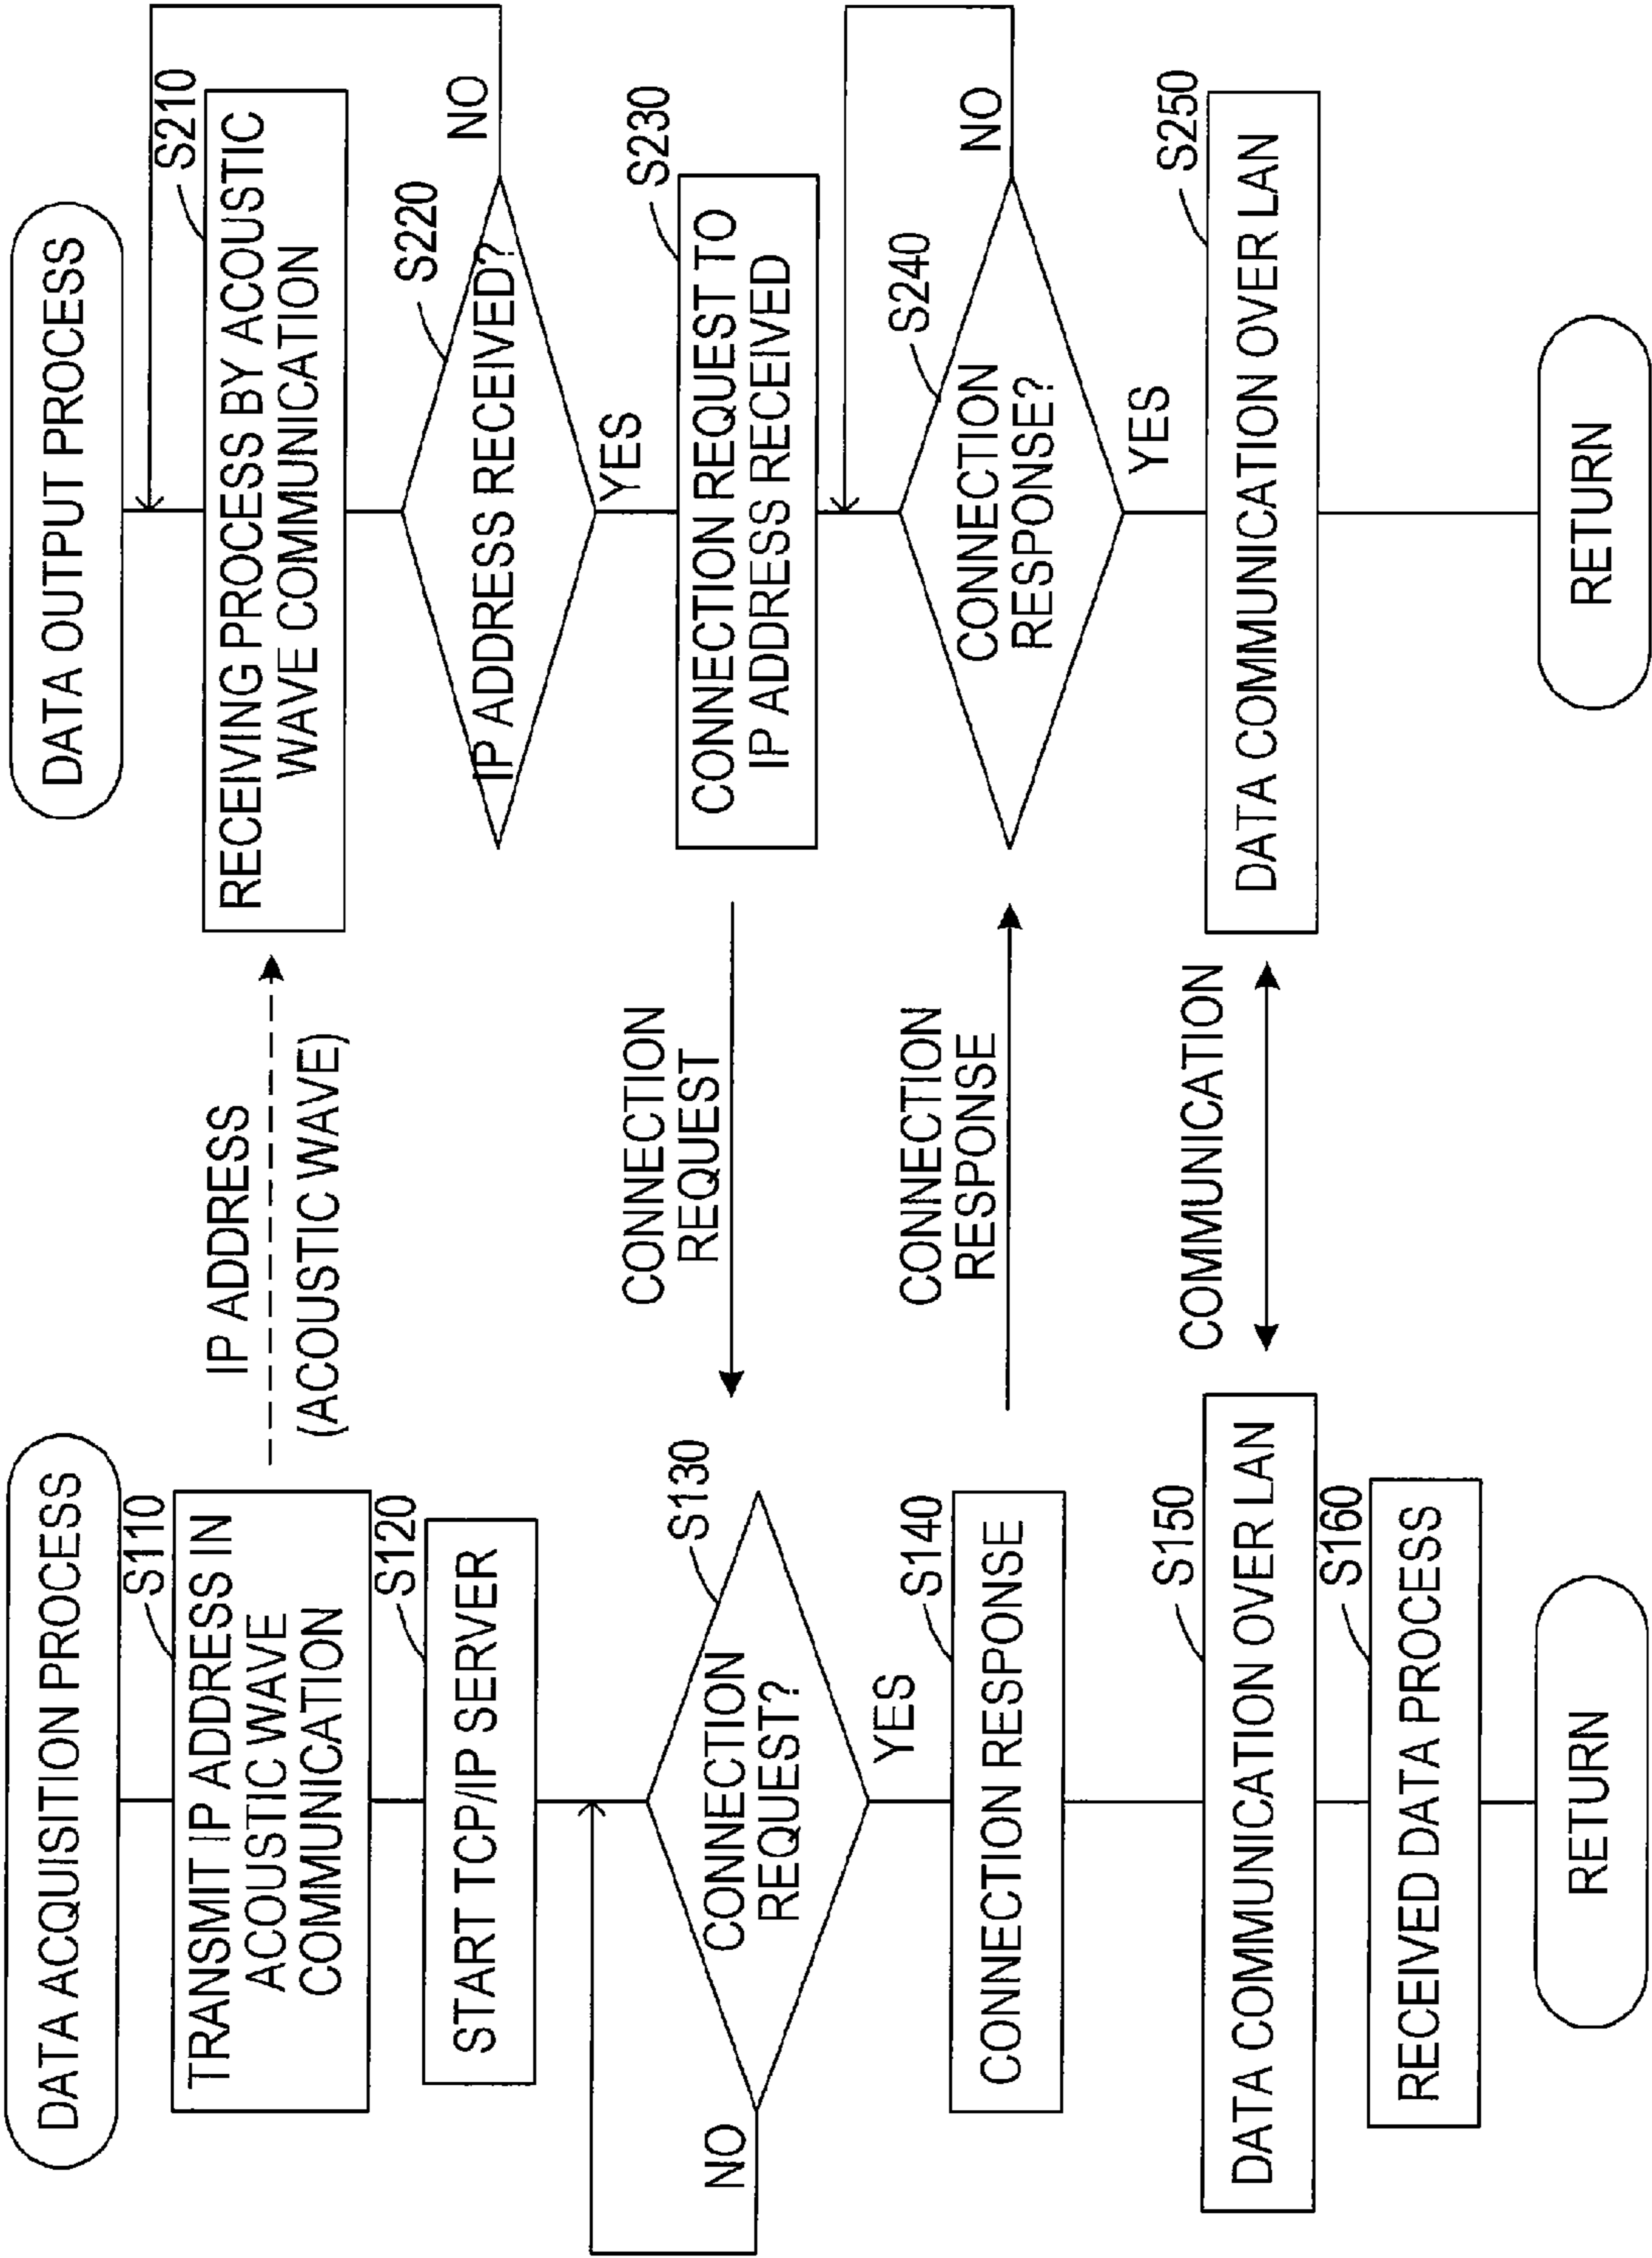 DATA ACQUISITION PROCESS
S110
TRANSMIT IP ADDRESS IN
ACOUSTIC WAVE
COMMUNICATION
S120
START TCP/IP SERVER
S130
CONNECTION
REQUEST?
NO
YES
S140
CONNECTION RESPONSE
S150
DATA COMMUNICATION OVER LAN
S160
RECEIVED DATA PROCESS
RETURN
IP ADDRESS
(ACOUSTIC WAVE)
CONNECTION
REQUEST
CONNECTION
RESPONSE
COMMUNICATION
DATA OUTPUT PROCESS
S210
RECEIVING PROCESS BY ACOUSTIC
WAVE COMMUNICATION
S220
IP ADDRESS RECEIVED?
NO
YES
S230
CONNECTION REQUEST TO
IP ADDRESS RECEIVED
S240
CONNECTION
RESPONSE?
NO
YES
S250
DATA COMMUNICATION OVER LAN
RETURN